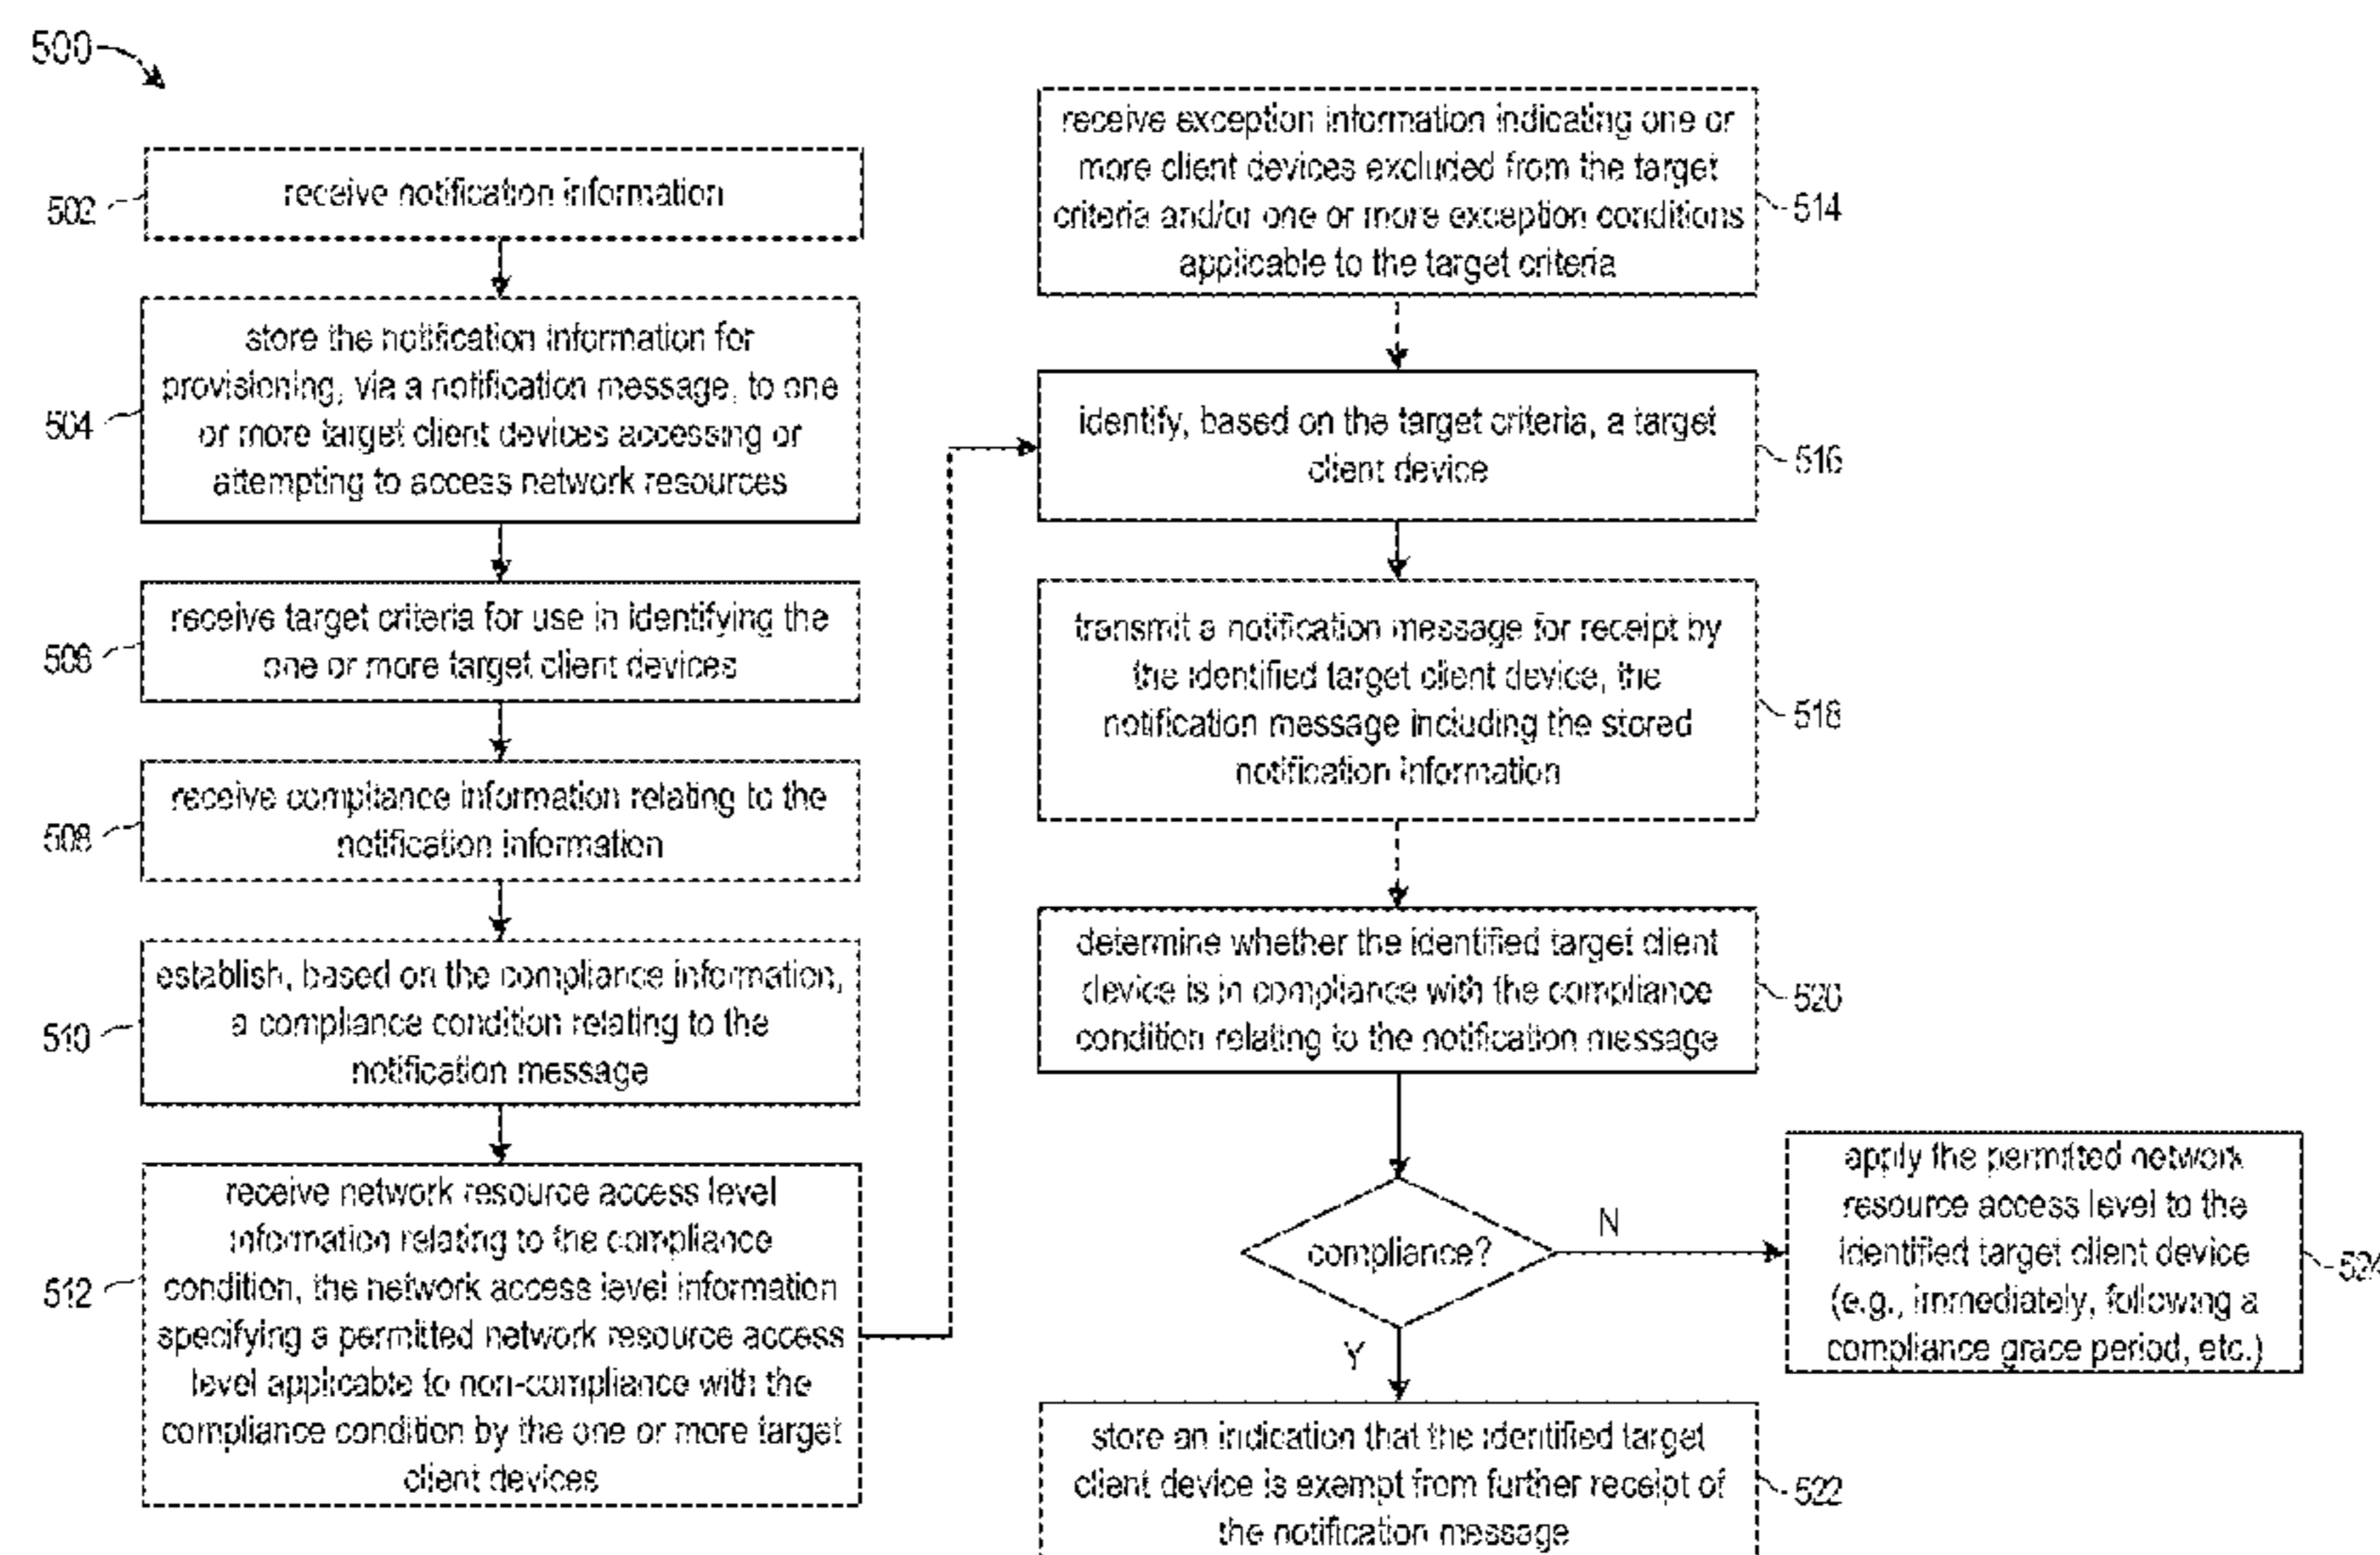 500
502
receive notification information
504
store the notification information for
provisioning, via a notification message, to one
or more target client devices accessing or
attempting to access network resources
506
receive target criteria for use in identifying the
one or more target client devices
508
receive compliance information relating to the
notification information
510
establish, based on the compliance information,
a compliance condition relating to the
notification message
512
receive network resource access level
information relating to the compliance
condition, the network access level information
specifying a permitted network resource access
level applicable to non-compliance with the
compliance condition by the one or more target
client devices
receive exception information indicating one or
more client devices excluded from the target
criteria and/or one or more exception conditions
applicable to the target criteria
514
identify, based on the target criteria, a target
client device
516
transmit a notification message for receipt by
the identified target client device, the
notification message including the stored
notification information
518
determine whether the identified target client
device is in compliance with the compliance
condition relating to the notification message
520
compliance?
N
Y
apply the permitted network
resource access level to the
identified target client device
(e.g., immediately, following a
compliance grace period, etc.)
524
store an indication that the identified target
client device is exempt from further receipt of
the notification message
522